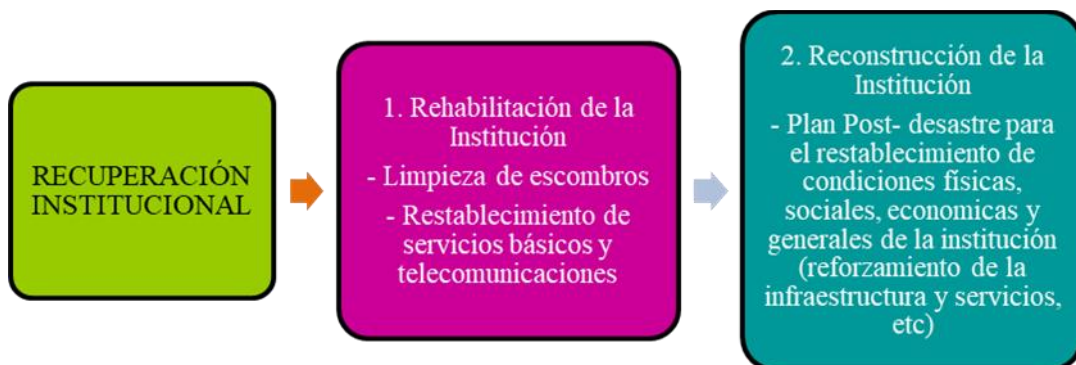 RECUPERACIÓN
INSTITUCIONAL
1. Rehabilitación de la
Institución
- Limpieza de escombros
- Restablecimiento de
servicios básicos y
telecomunicaciones
2. Reconstrucción de la
Institución
- Plan Post- desastre para
el restablecimiento de
condiciones físicas,
sociales, economicas y
generales de la institución
(reforzamiento de la
infraestructura y servicios,
etc)